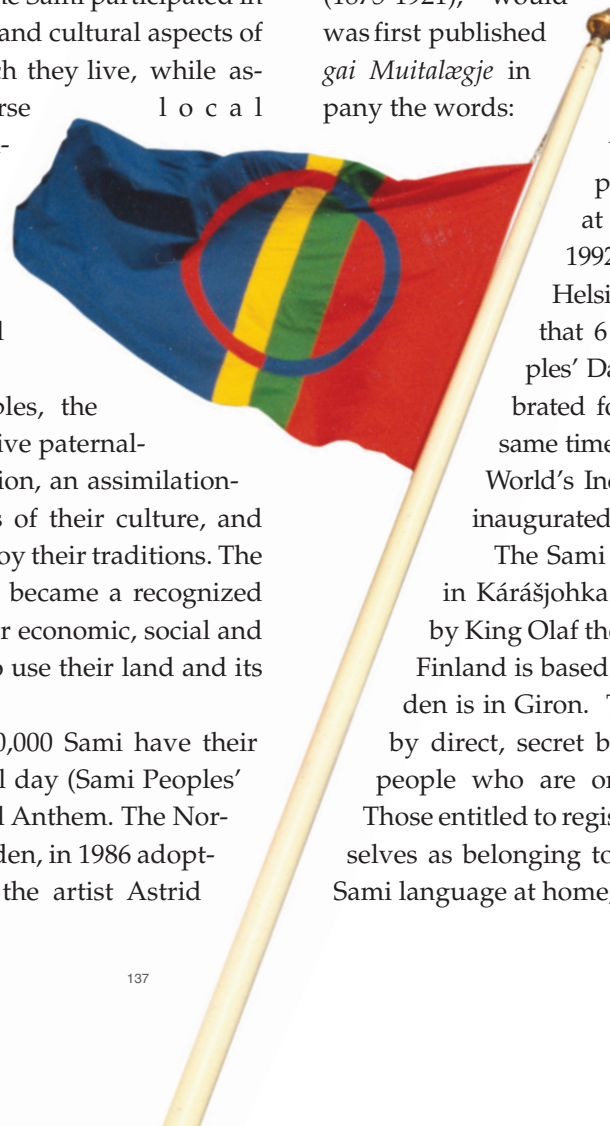 Sami participated in
and cultural aspects of
ch they live, while as-
rse l o c a l
-
ples, the
ive paternal-
ion, an assimilation-
s of their culture, and
oy their traditions. The
became a recognized
r economic, social and
o use their land and its
0,000 Sami have their
l day (Sami Peoples’
l Anthem. The Nor-
den, in 1986 adopt-
the artist Astrid
(1873-1921), would
was first published
gai Muitalægje in
pany the words:
p
at
1992
Helsi
that 6
ples’ Da
brated fo
same time
World’s In
inaugurated
The Sami
in Kárášjohka
by King Olaf the
Finland is based
den is in Giron.
by direct, secret b
people who are or
Those entitled to regis
selves as belonging to
Sami language at home,
137